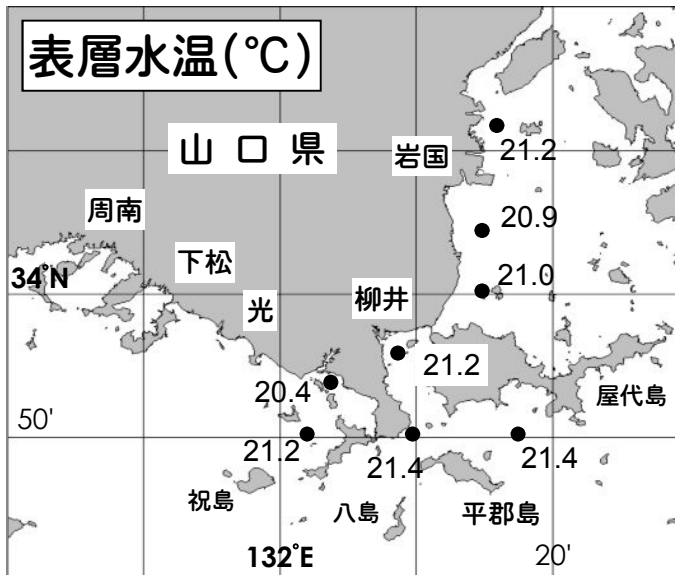 表層水温(℃)
山口県
岩国
21.2
周南
20.9
下松
34°N
21.0
光
柳井
21.2
20.4
屋代島
50'
21.2
21.4
21.4
祝島
八島
平郡島
132°E
20'